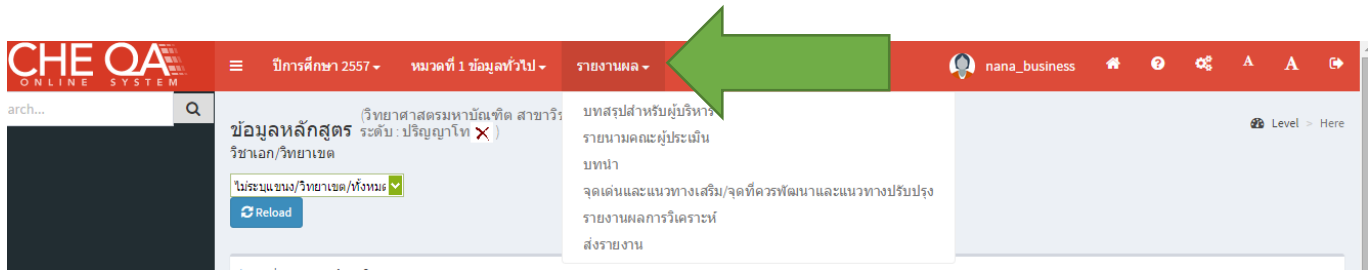 CHE QA
ONLINE SYSTEM
ปีการศึกษา 2557
หมวดที่ 1 ข้อมูลทั่วไป
รายงานผล
nana_business
A
A
arch...
ข้อมูลหลักสูตร
(วิทยาศาสตรมหาบัณฑิต
ระดับ : ปริญญาโท )
วิชาเอก/วิทยาเขต
ไม่ระบุแขนง/วิทยาเขต/ทั้งหมด
Reload
บทสรุปสำหรับผู้บริหาร
รายนามคณะผู้ประเมิน
บทนำ
จุดเด่นและแนวทางเสริม/จุดที่ควรพัฒนาและแนวทางปรับปรุง
รายงานผลการวิเคราะห์
ส่งรายงาน
Level > Here